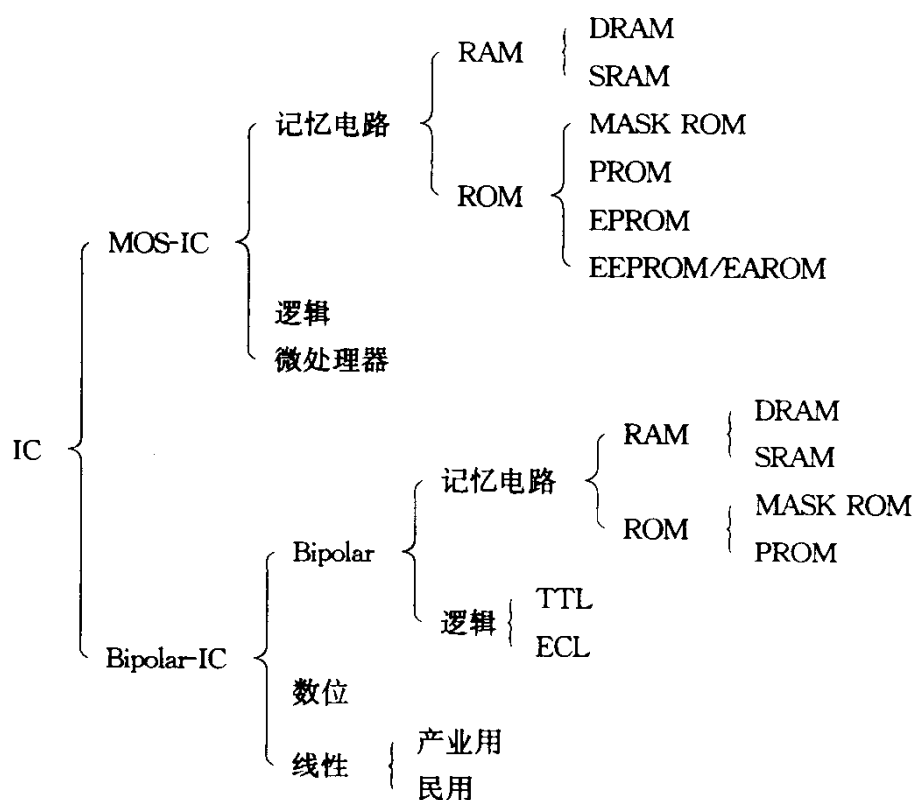 DRAM
RAM
SRAM
记忆电路
MASK ROM
PROM
ROM
EPROM
MOS-IC
EEPROM/EAROM
逻辑
微处理器
DRAM
RAM
IC
SRAM
记忆电路
MASK ROM
ROM
Bipolar
PROM
TTL
逻辑
ECL
Bipolar-IC
数位
产业用
线性
民用